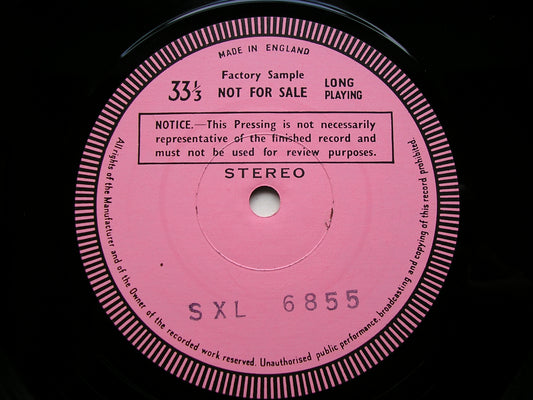 MADE IN ENGLAND
Factory Sample
33⅓ NOT FOR SALE LONG PLAYING
NOTICE.—This Pressing is not necessarily
representative of the finished record and
must not be used for review purposes.
STEREO
SXL 6855
All rights of the Manufacturer and of the Owner of the recorded work reserved. Unauthorised public performance, broadcasting and copying of this record prohibited.